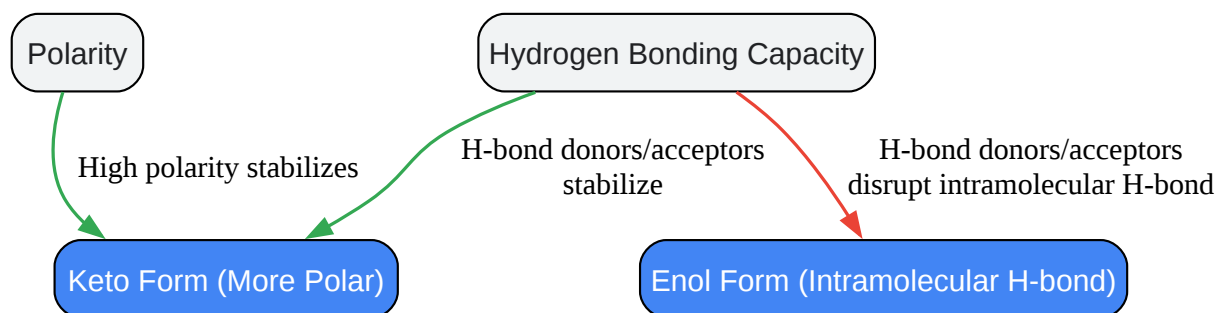 Polarity
Hydrogen Bonding Capacity
High polarity stabilizes
H-bond donors/acceptors
stabilize
H-bond donors/acceptors
disrupt intramolecular H-bond
Keto Form (More Polar)
Enol Form (Intramolecular H-bond)